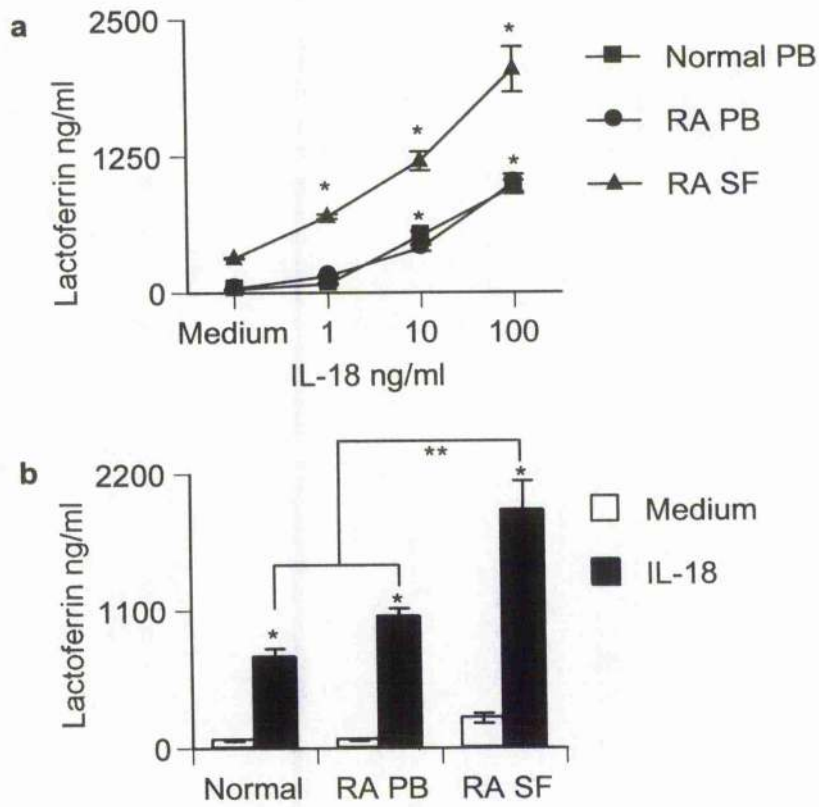 a
2500
1250
0
Lactoferrin ng/ml
* * *
* *
Medium 1 10 100
IL-18 ng/ml
Normal PB
RA PB
RA SF
b
2200
1100
0
Lactoferrin ng/ml
**
* * *
Normal RA PB RA SF
Medium
IL-18